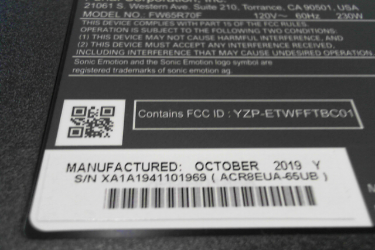 21061 S. Western Ave. Suite 210, Torrance, CA 90501, USA
MODEL NO.: FW65R70F 120V~ 60Hz 230W
THIS DEVICE COMPLIES WITH PART 15 OF THE FCC RULES.
OPERATION IS SUBJECT TO THE FOLLOWING TWO CONDITIONS:
(1) THIS DEVICE MAY NOT CAUSE HARMFUL INTERFERENCE, AND
(2) THIS DEVICE MUST ACCEPT ANY INTERFERENCE RECEIVED,
INCLUDING INTERFERENCE THAT MAY CAUSE UNDESIRED OPERATION.
Sonic Emotion and the Sonic Emotion logo symbol are
registered trademarks of sonic emotion ag.
Contains FCC ID : YZP-ETWFFTBC01
MANUFACTURED: OCTOBER 2019 Y
S/N XA1A1941101969 ( ACR8EUA-65UB )